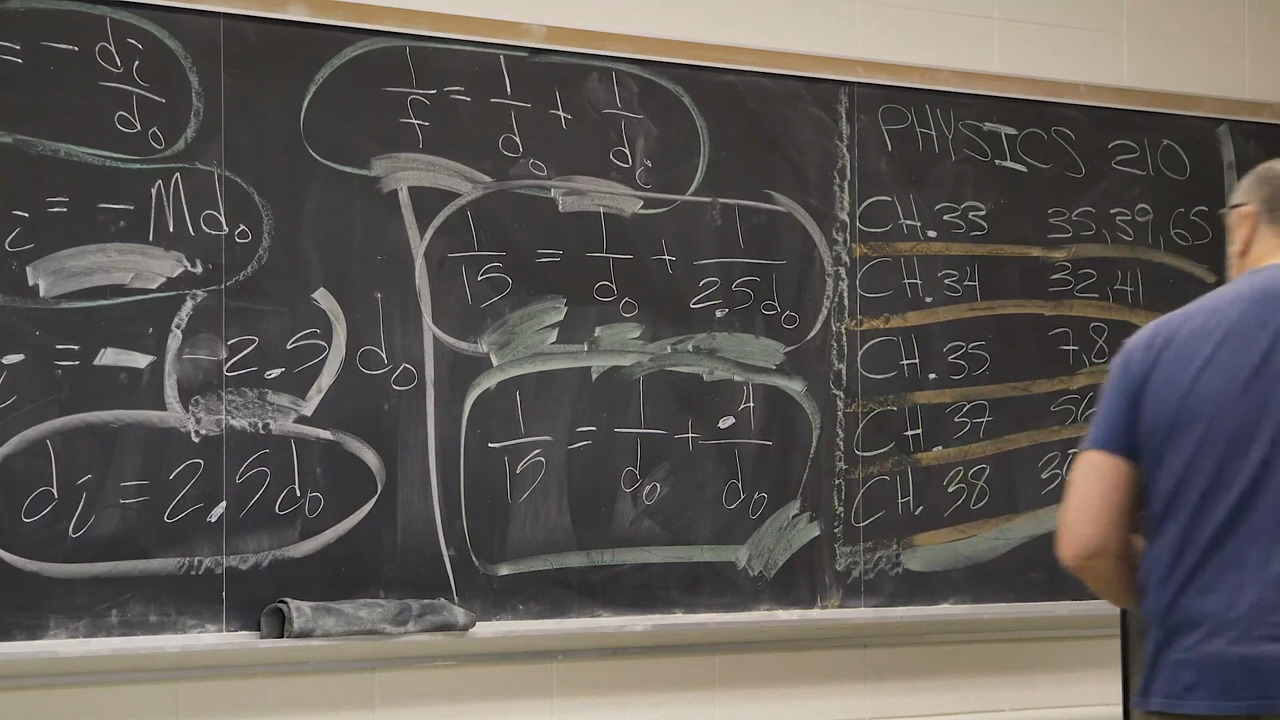 = - di/do
i = - Mdo
i = - (-2.5) do
di = 2.5do
1/f = 1/do + 1/di
1/15 = 1/do + 1/2.5do
1/15 = 1/do + .4/do
PHYSICS 210
CH.33 35,39,65
CH.34 32,41
CH.35 7,8
CH.37
CH.38